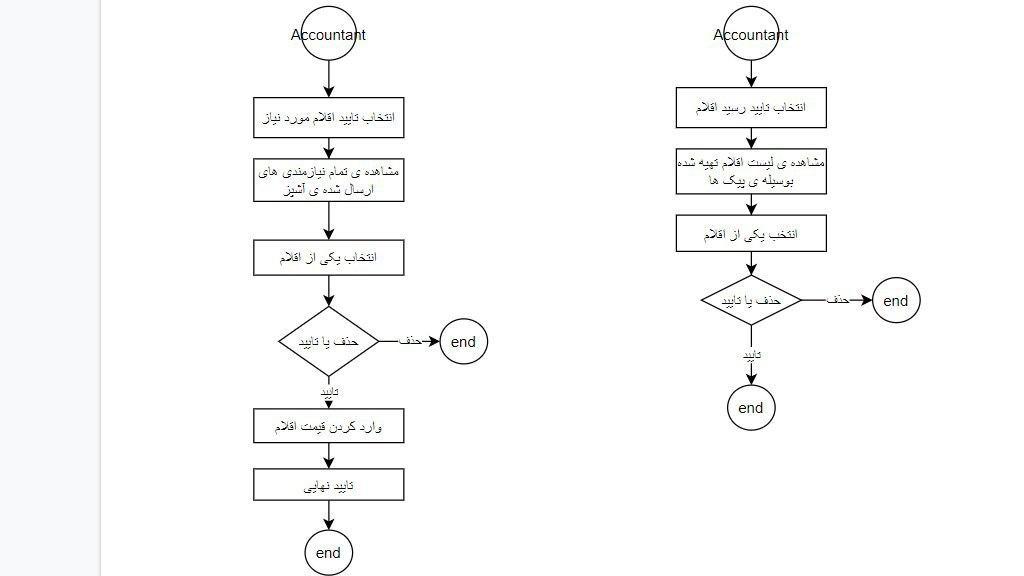 Accountant
انتخاب تایید اقلام مورد نیاز
مشاهده ی تمام نیازمندی های
ارسال شده ی آشپز
انتخاب یکی از اقلام
حذف یا تایید
حذف
end
تایید
وارد کردن قیمت اقلام
تایید نهایی
end
Accountant
انتخاب تایید رسید اقلام
مشاهده ی لیست اقلام تهیه شده
بوسیله ی پیک ها
انتخب یکی از اقلام
حذف یا تایید
حذف
end
تایید
end